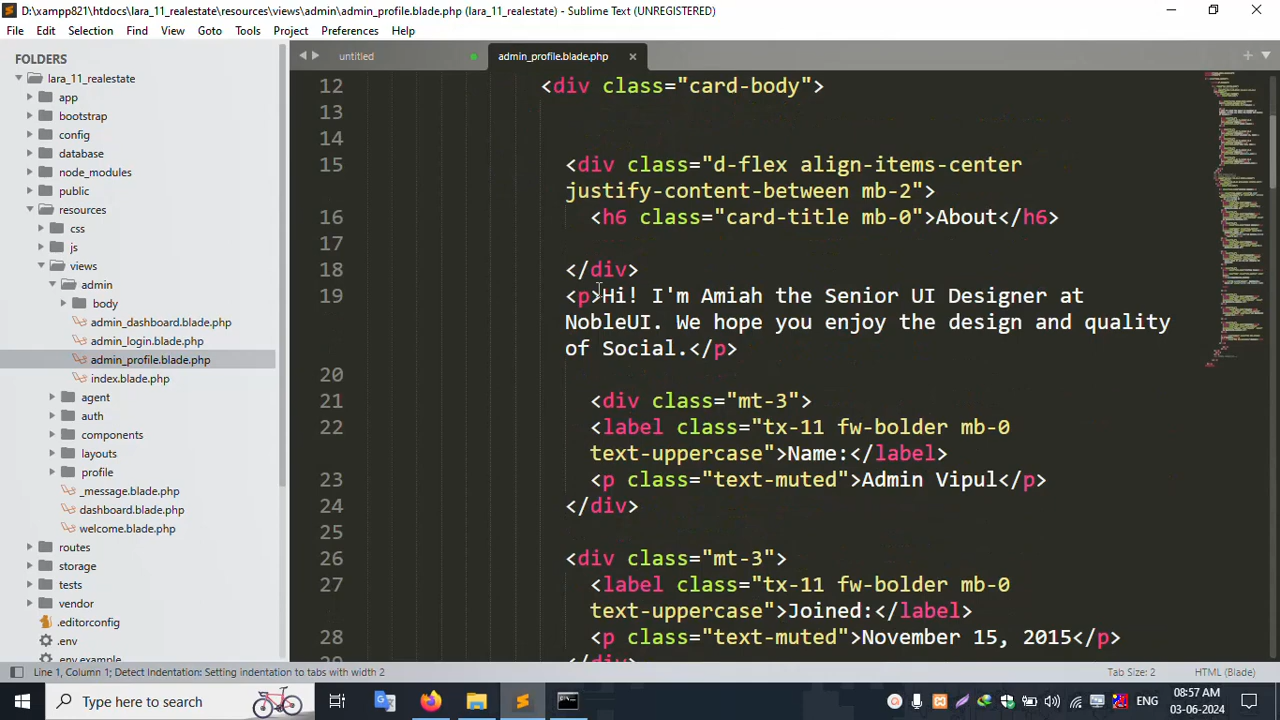 D:\xampp821\htdocs\lara_11_realestate\resources\views\admin\admin_profile.blade.php (lara_11_realestate) - Sublime Text (UNREGISTERED)
File Edit Selection Find View Goto Tools Project Preferences Help
FOLDERS
lara_11_realestate
app
bootstrap
config
database
node_modules
public
resources
css
js
views
admin
body
admin_dashboard.blade.php
admin_login.blade.php
admin_profile.blade.php
index.blade.php
agent
auth
components
layouts
profile
_message.blade.php
dashboard.blade.php
welcome.blade.php
routes
storage
tests
vendor
.editorconfig
.env
.env.example
untitled admin_profile.blade.php
12 <div class="card-body">
13
14
15 <div class="d-flex align-items-center
justify-content-between mb-2">
16 <h6 class="card-title mb-0">About</h6>
17
18 </div>
19 <p>Hi! I'm Amiah the Senior UI Designer at
NobleUI. We hope you enjoy the design and quality
of Social.</p>
20
21 <div class="mt-3">
22 <label class="tx-11 fw-bolder mb-0
text-uppercase">Name:</label>
23 <p class="text-muted">Admin Vipul</p>
24 </div>
25
26 <div class="mt-3">
27 <label class="tx-11 fw-bolder mb-0
text-uppercase">Joined:</label>
28 <p class="text-muted">November 15, 2015</p>
29 </div>
Line 1, Column 1; Detect Indentation: Setting indentation to tabs with width 2 Tab Size: 2 HTML (Blade)
Type here to search
ENG
08:57 AM
03-06-2024